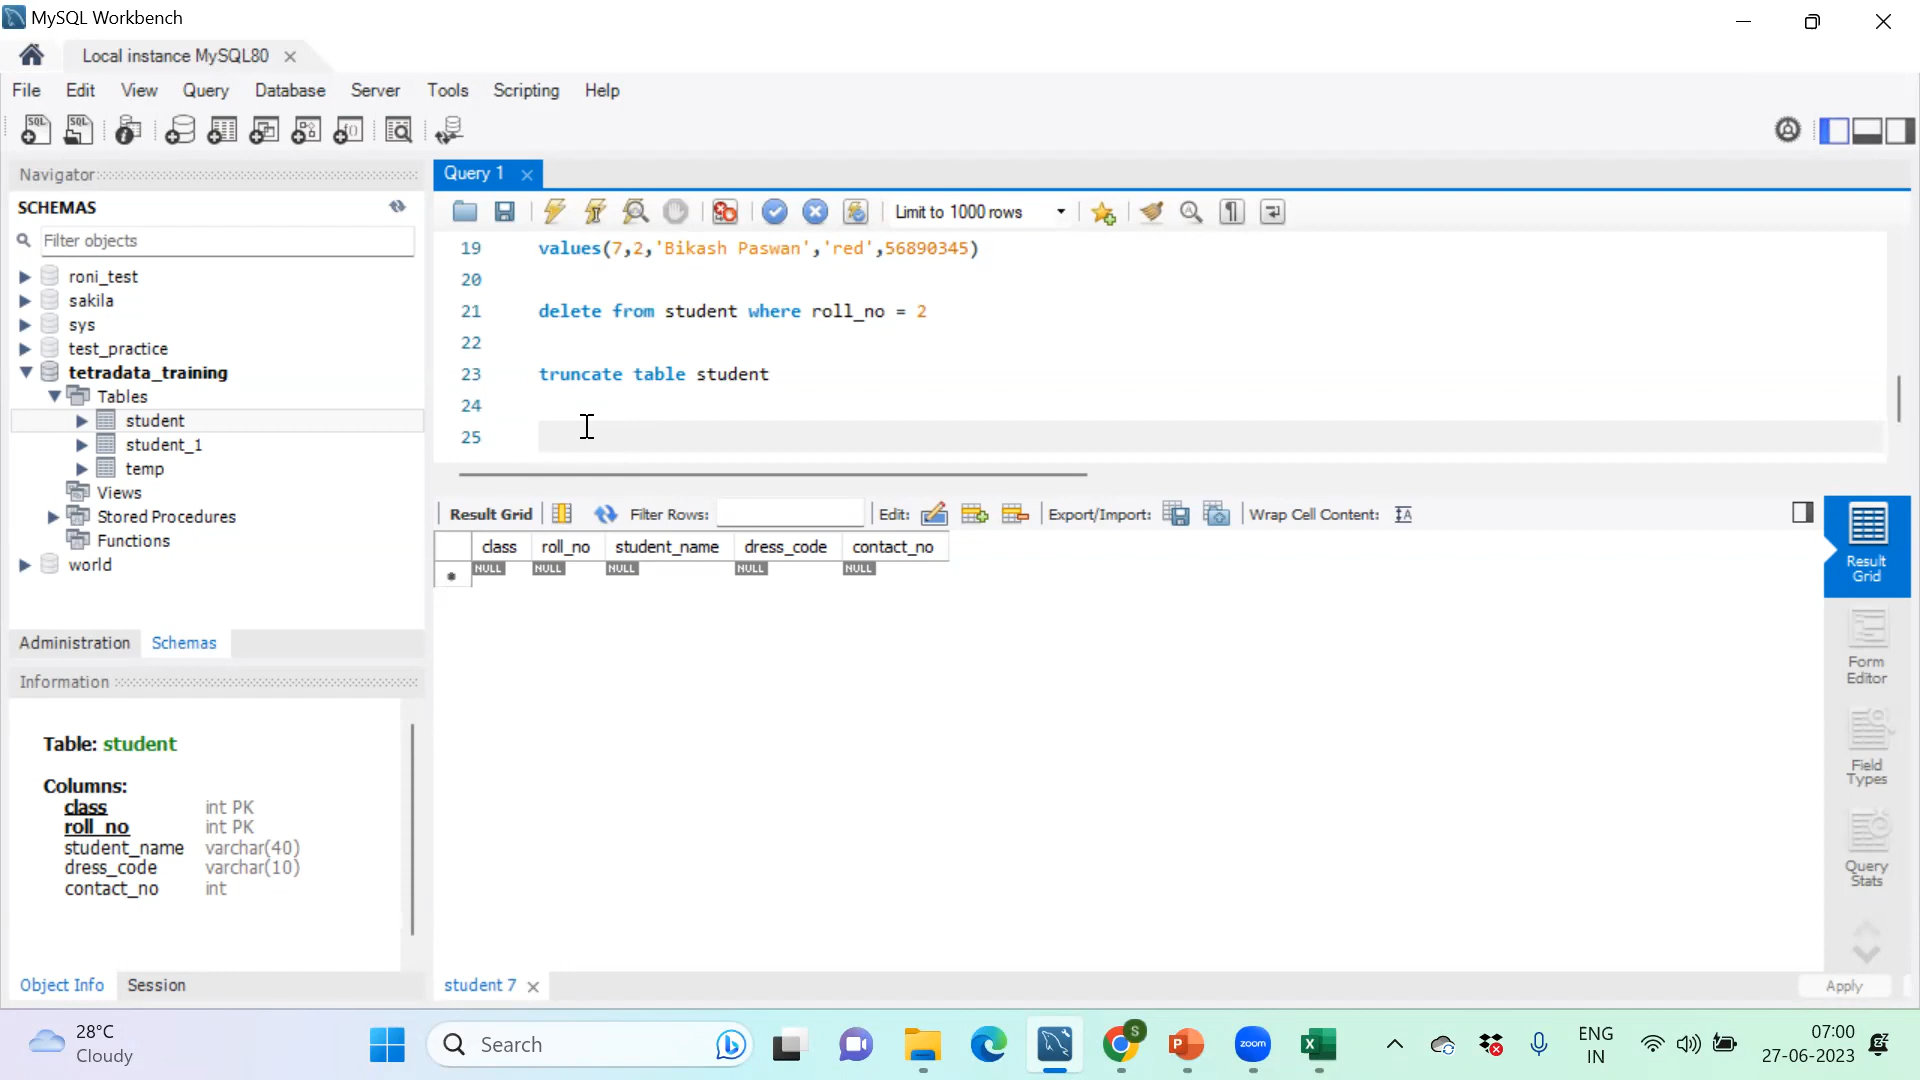 MySQL Workbench
Local instance MySQL80
File Edit View Query Database Server Tools Scripting Help
Navigator
SCHEMAS
Filter objects
roni_test
sakila
sys
test_practice
tetradata_training
Tables
student
student_1
temp
Views
Stored Procedures
Functions
world
Administration Schemas
Information
Table: student
Columns:
class int PK
roll_no int PK
student_name varchar(40)
dress_code varchar(10)
contact_no int
Object Info Session
Query 1
Limit to 1000 rows
19 values(7,2,'Bikash Paswan','red',56890345)
20
21 delete from student where roll_no = 2
22
23 truncate table student
24
25
Result Grid Filter Rows: Edit: Export/Import: Wrap Cell Content:
class roll_no student_name dress_code contact_no
NULL NULL NULL NULL NULL
Result
Grid
Form
Editor
Field
Types
Query
Stats
student 7
Apply
28°C
Cloudy
Search
zoom
ENG
IN
07:00
27-06-2023